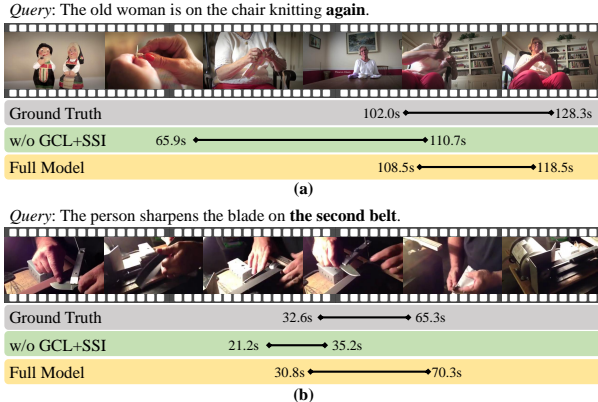 Query: The old woman is on the chair knitting again.
Ground Truth 102.0s 128.3s
w/o GCL+SSI 65.9s 110.7s
Full Model 108.5s 118.5s
(a)
Query: The person sharpens the blade on the second belt.
Ground Truth 32.6s 65.3s
w/o GCL+SSI 21.2s 35.2s
Full Model 30.8s 70.3s
(b)